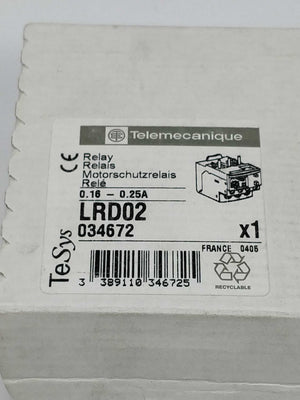 Telemecanique
CE
Relay
Relais
Motorschutzrelais
Relé
0.16 - 0.25A
LRD02
034672
x1
FRANCE 0405
TeSys
3 389110 346725
RECYCLABLE